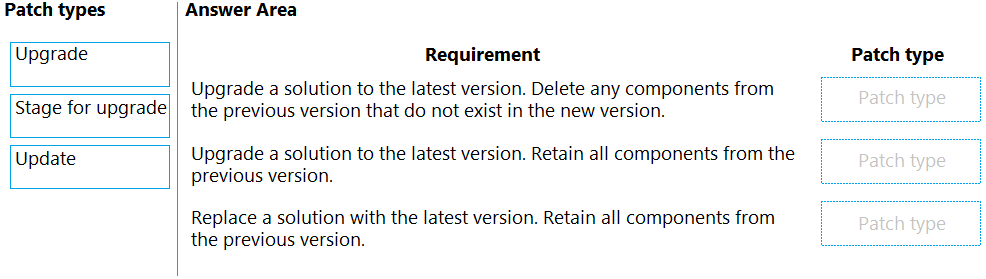 Patch types
Answer Area
Requirement
Patch type
Upgrade
Stage for upgrade
Update
Upgrade a solution to the latest version. Delete any components from
the previous version that do not exist in the new version.
Patch type
Upgrade a solution to the latest version. Retain all components from the
previous version.
Patch type
Replace a solution with the latest version. Retain all components from
the previous version.
Patch type